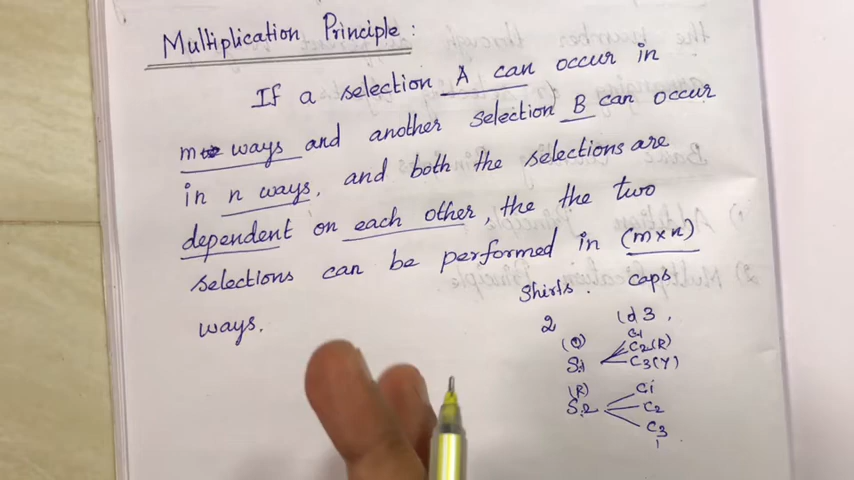 Multiplication Principle :
If a selection A can occur in
m ways and another selection B can occur
in n ways, and both the selections are
dependent on each other, the the two
selections can be performed in (m×n)
ways.
Shirts . caps
2 3 .
C1
C2(R)
S1 C3(Y)
(R) C1
S2 C2
C3